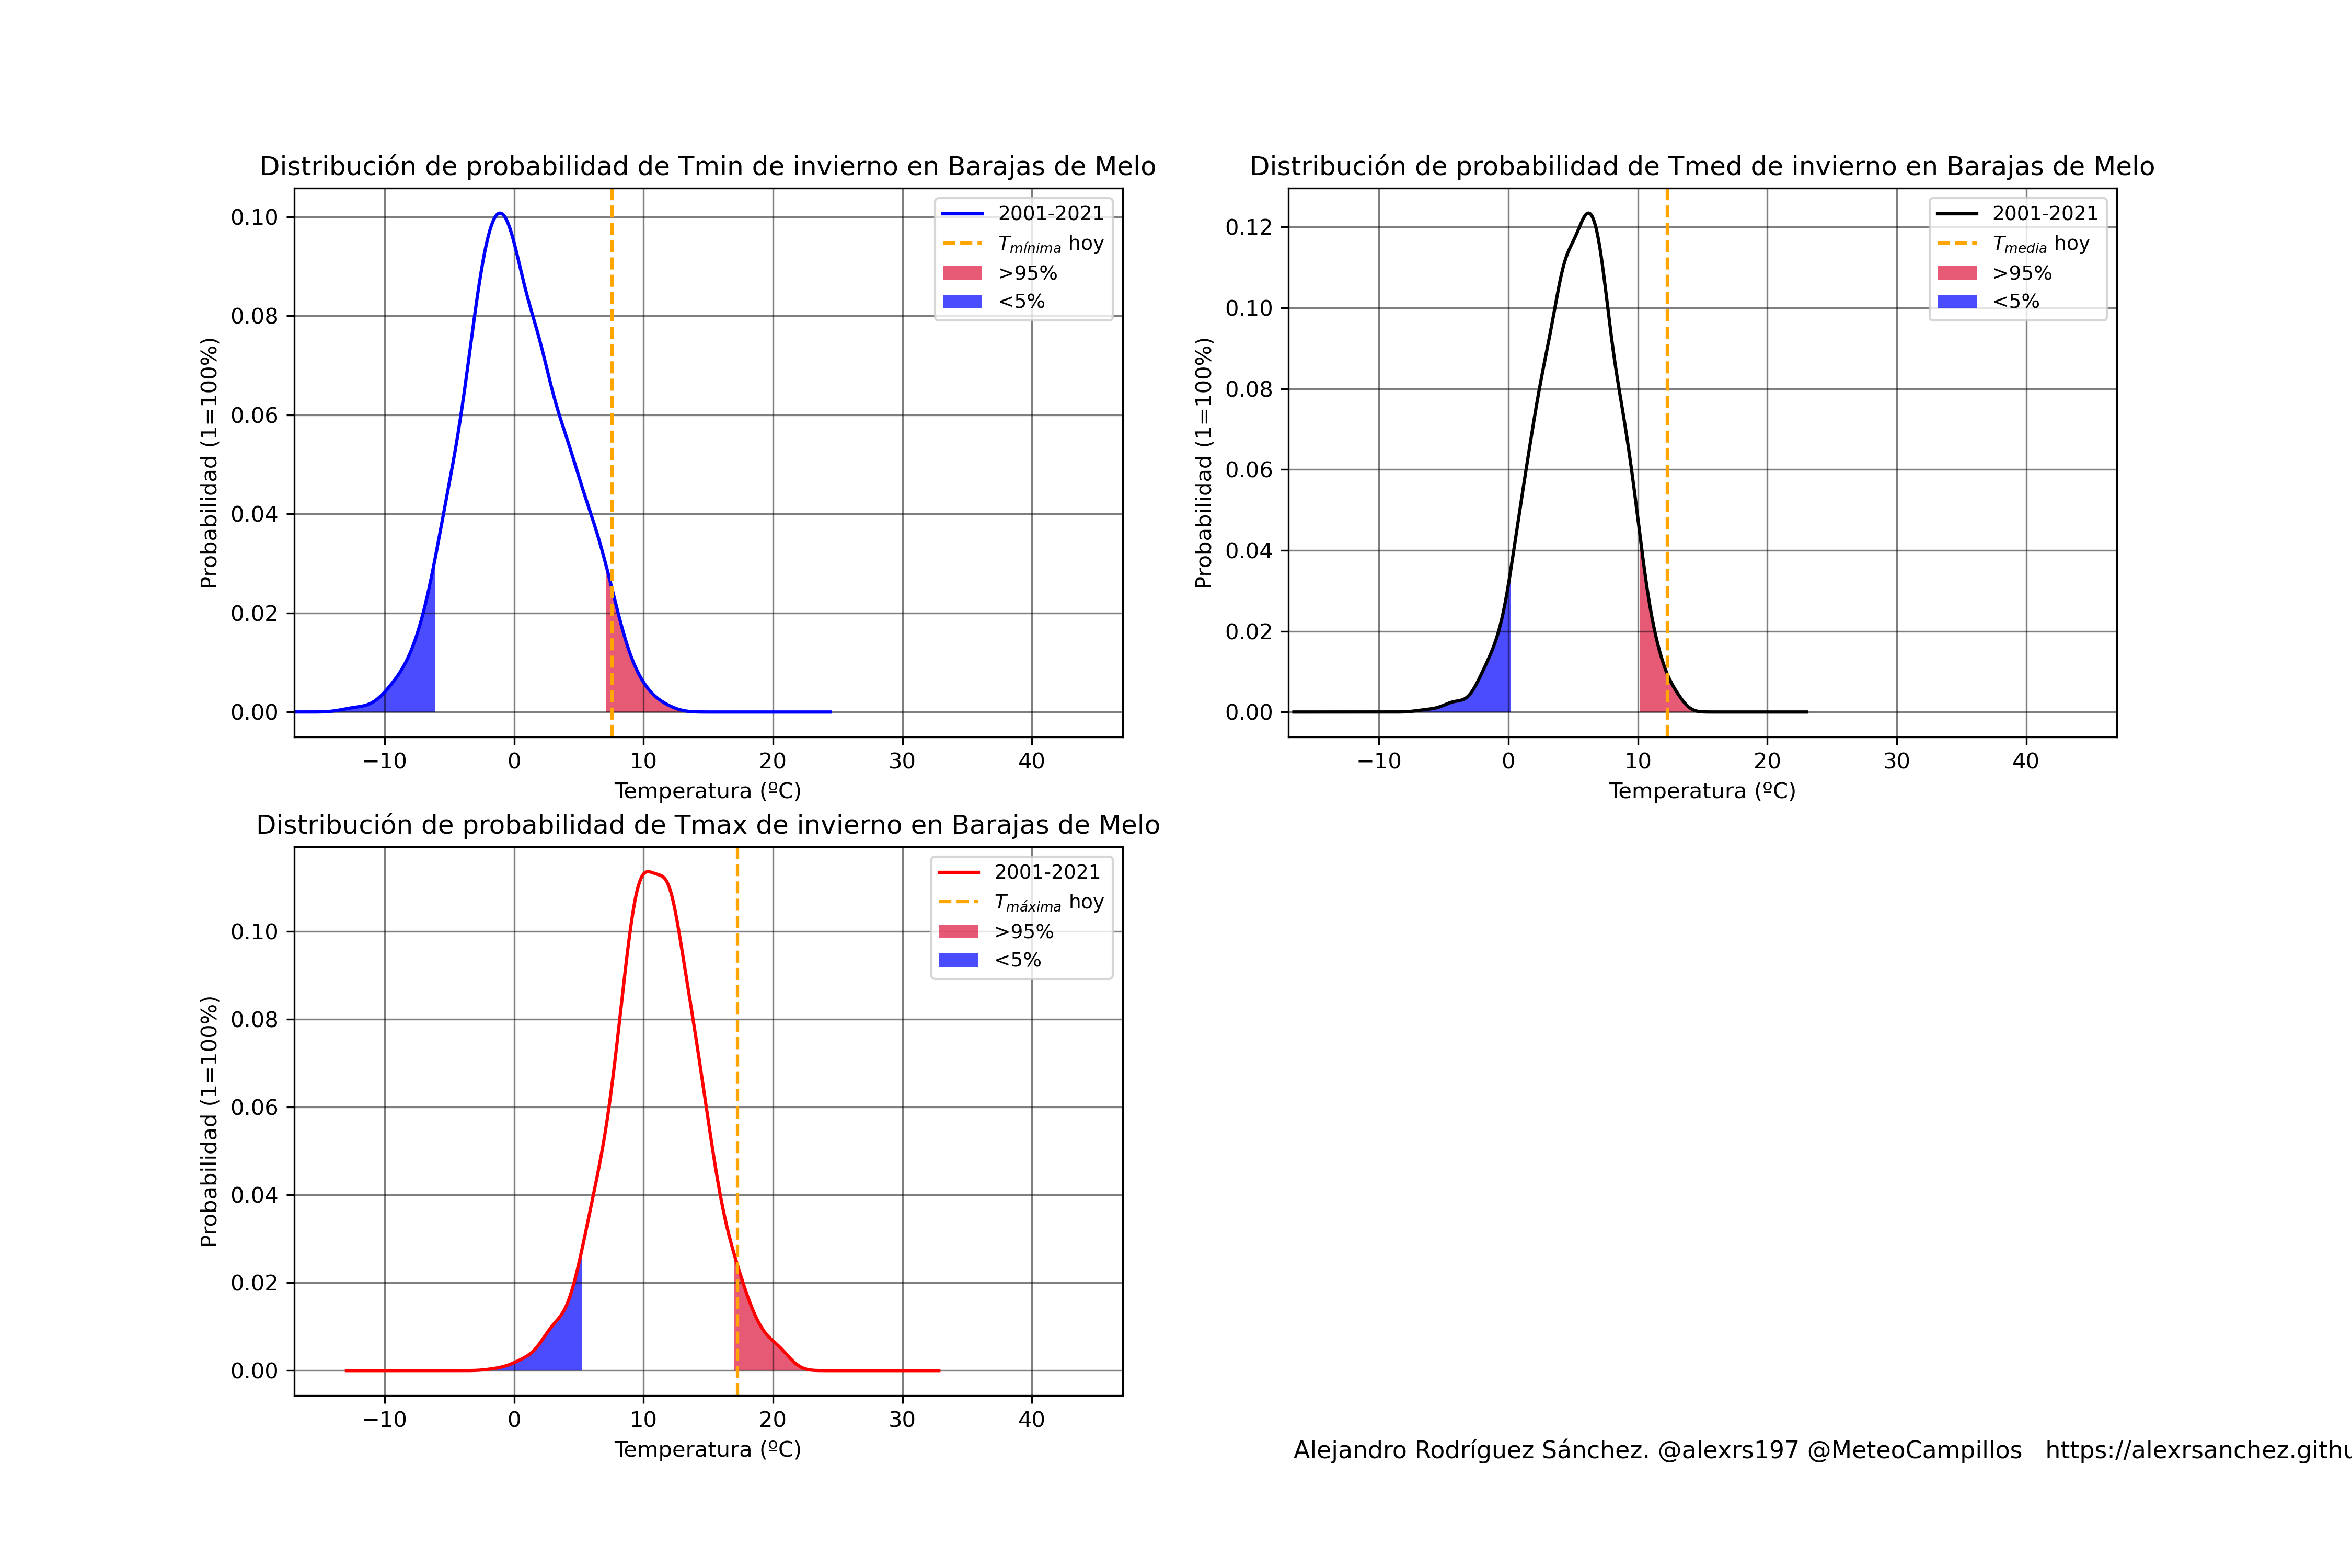 Distribución de probabilidad de Tmin de invierno en Barajas de Melo
Probabilidad (1=100%)
0.10
0.08
0.06
0.04
0.02
0.00
2001-2021
Tmínima hoy
>95%
<5%
−10 0 10 20 30 40
Temperatura (ºC)
Distribución de probabilidad de Tmed de invierno en Barajas de Melo
Probabilidad (1=100%)
0.12
0.10
0.08
0.06
0.04
0.02
0.00
2001-2021
Tmedia hoy
>95%
<5%
−10 0 10 20 30 40
Temperatura (ºC)
Distribución de probabilidad de Tmax de invierno en Barajas de Melo
Probabilidad (1=100%)
0.10
0.08
0.06
0.04
0.02
0.00
2001-2021
Tmáxima hoy
>95%
<5%
−10 0 10 20 30 40
Temperatura (ºC)
Alejandro Rodríguez Sánchez. @alexrs197 @MeteoCampillos https://alexrsanchez.githu